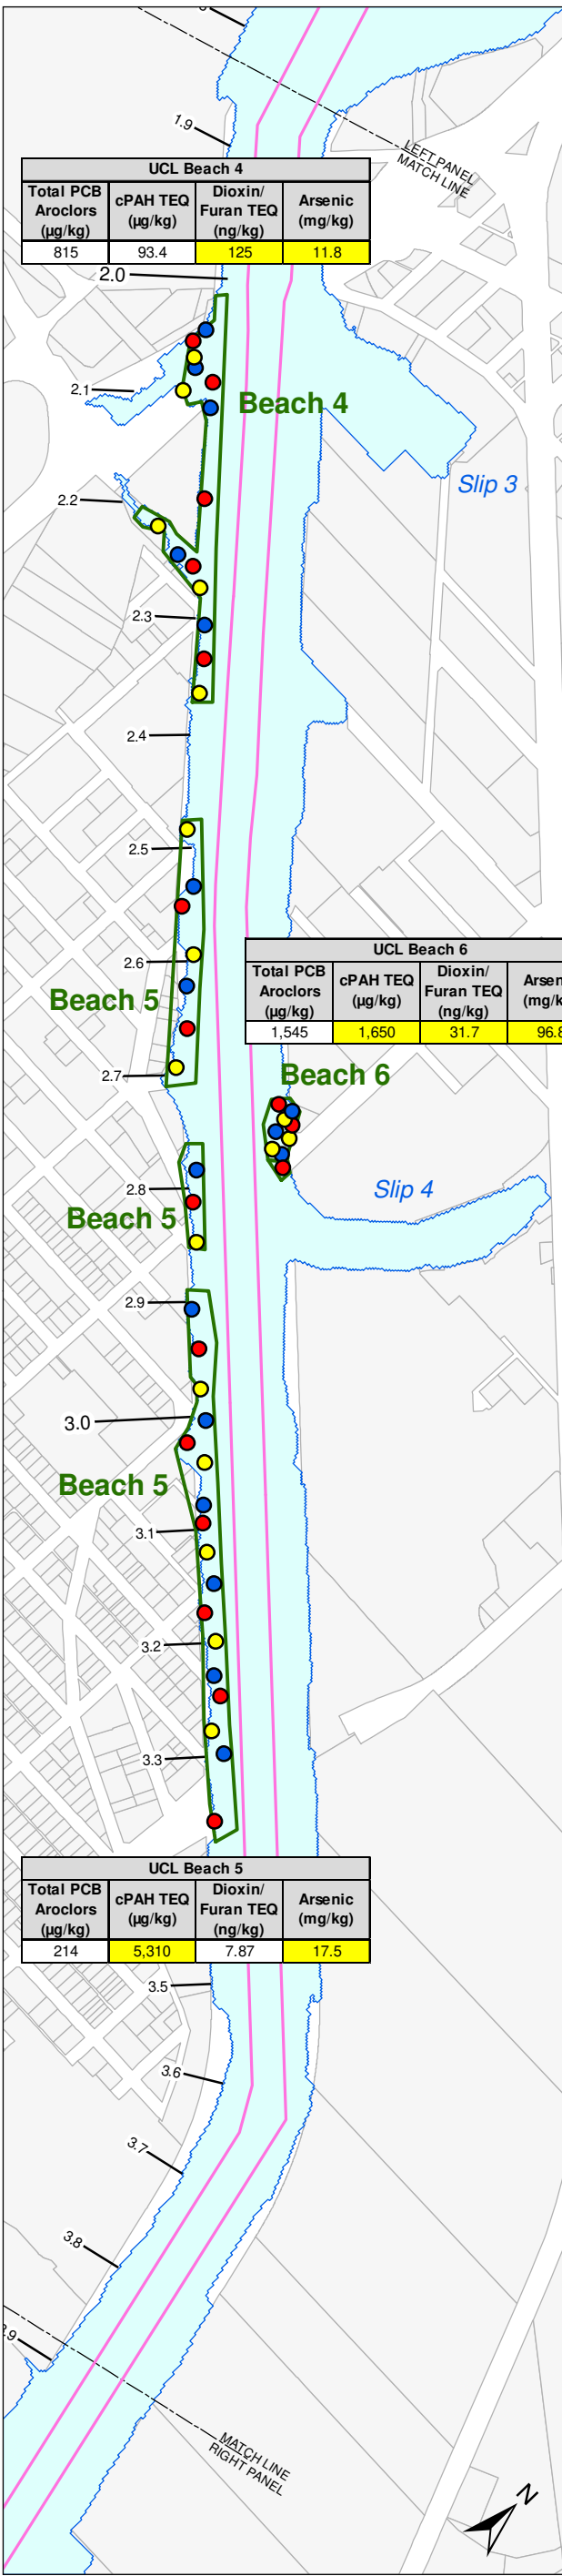 1.9
LEFT PANEL
MATCH LINE
UCL Beach 4
Total PCB Aroclors (µg/kg) cPAH TEQ (µg/kg) Dioxin/ Furan TEQ (ng/kg) Arsenic (mg/kg)
815 93.4 125 11.8
2.0
2.1
Beach 4
Slip 3
2.2
2.3
2.4
2.5
2.6
UCL Beach 6
Total PCB Aroclors (µg/kg) cPAH TEQ (µg/kg) Dioxin/ Furan TEQ (ng/kg) Arsen (mg/k
1,545 1,650 31.7 96.8
Beach 5
2.7
Beach 6
2.8
Slip 4
Beach 5
2.9
3.0
Beach 5
3.1
3.2
3.3
UCL Beach 5
Total PCB Aroclors (µg/kg) cPAH TEQ (µg/kg) Dioxin/ Furan TEQ (ng/kg) Arsenic (mg/kg)
214 5,310 7.87 17.5
3.5
3.6
3.7
3.8
.9
MATCH LINE
RIGHT PANEL
N